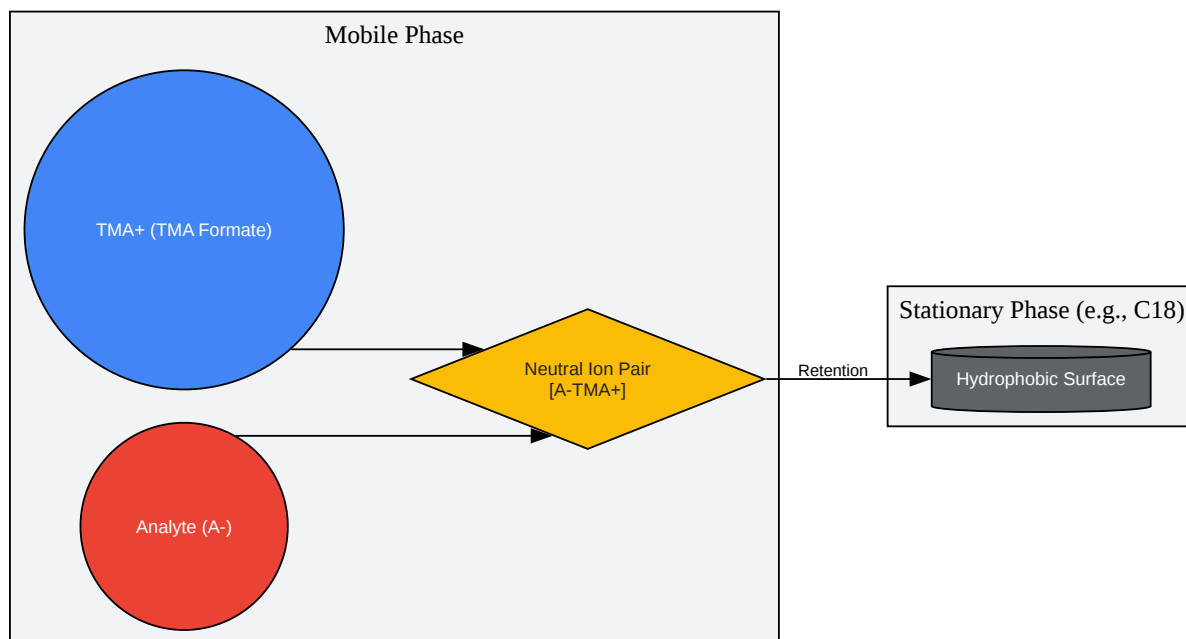 Mobile Phase
TMA+ (TMA Formate)
Neutral Ion Pair
[A-TMA+]
Analyte (A-)
Retention
Stationary Phase (e.g., C18)
Hydrophobic Surface